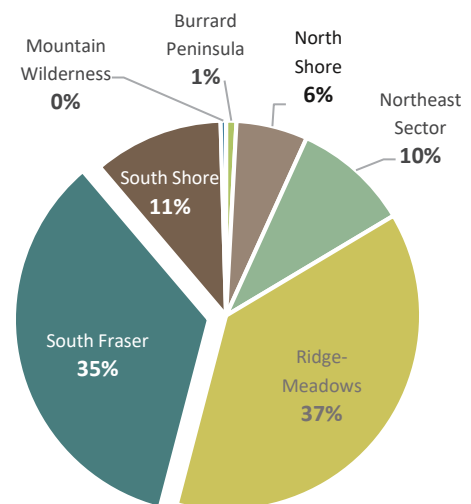 Mountain
Wilderness
0%
Burrard
Peninsula
1%
North
Shore
6%
Northeast
Sector
10%
South Shore
11%
South Fraser
35%
Ridge-
Meadows
37%